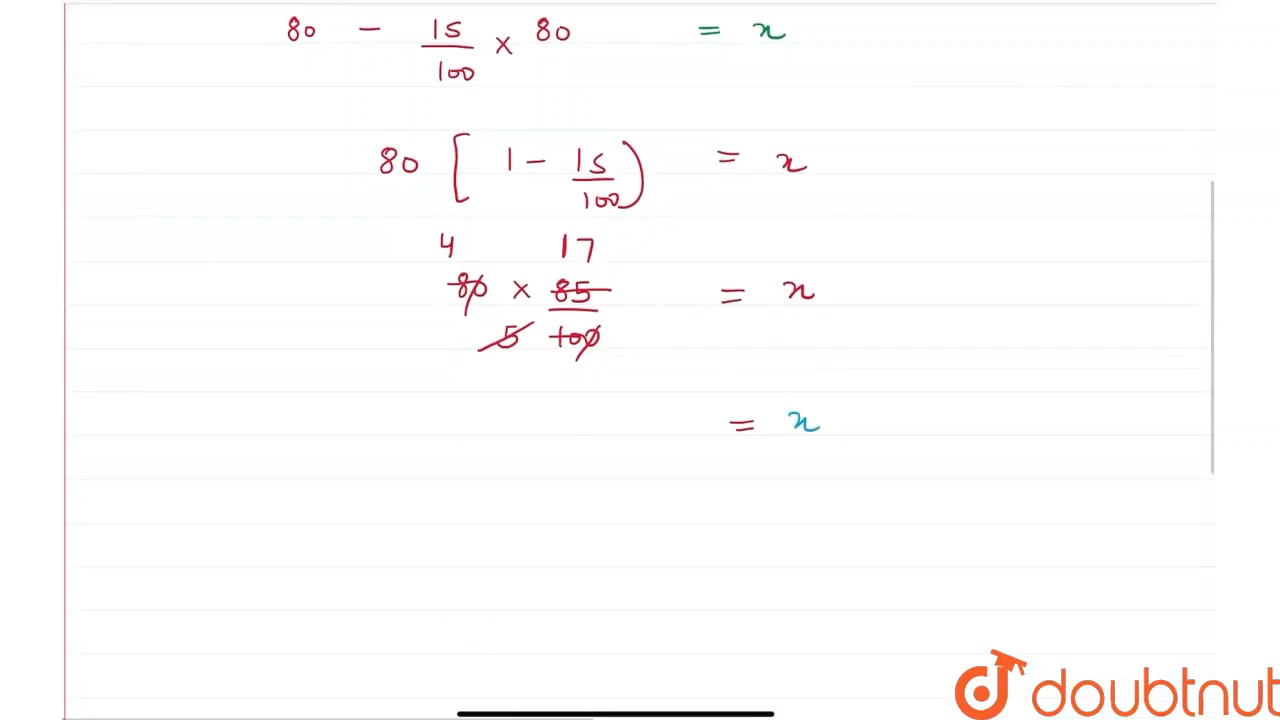 80 - 15/100 × 80 = x
80 [ 1 - 15/100 ) = x
4 17
80 × 85/100 = x
5
= x
doubtnut